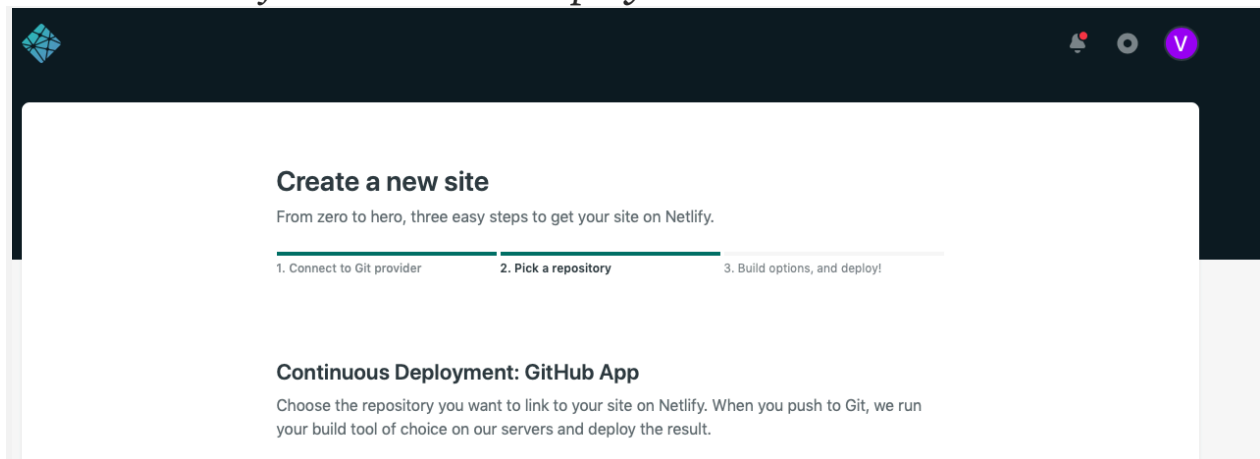 V
Create a new site
From zero to hero, three easy steps to get your site on Netlify.
1. Connect to Git provider
2. Pick a repository
3. Build options, and deploy!
Continuous Deployment: GitHub App
Choose the repository you want to link to your site on Netlify. When you push to Git, we run
your build tool of choice on our servers and deploy the result.